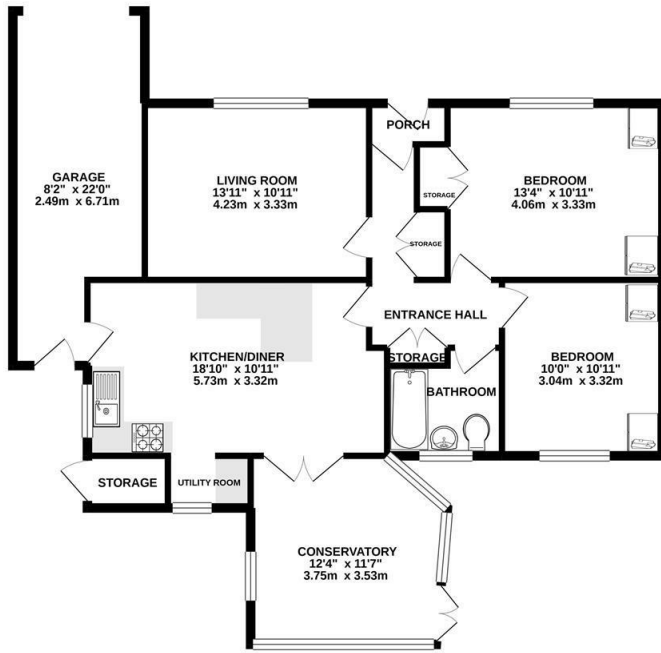 PORCH
GARAGE
8'2" x 22'0"
2.49m x 6.71m
LIVING ROOM
13'11" x 10'11"
4.23m x 3.33m
STORAGE
BEDROOM
13'4" x 10'11"
4.06m x 3.33m
STORAGE
ENTRANCE HALL
KITCHEN/DINER
18'10" x 10'11"
5.73m x 3.32m
STORAGE
BEDROOM
10'0" x 10'11"
3.04m x 3.32m
BATHROOM
STORAGE
UTILITY ROOM
CONSERVATORY
12'4" x 11'7"
3.75m x 3.53m